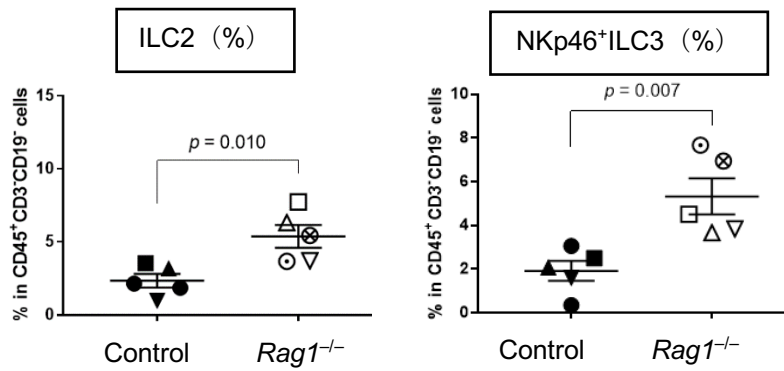 ILC2（%）
% in CD45⁺CD3⁻CD19⁻ cells
15
10
5
0
p = 0.010
Control
Rag1⁻/⁻
NKp46⁺ILC3（%）
% in CD45⁺CD3⁻CD19⁻ cells
10
8
6
4
2
0
p = 0.007
Control
Rag1⁻/⁻